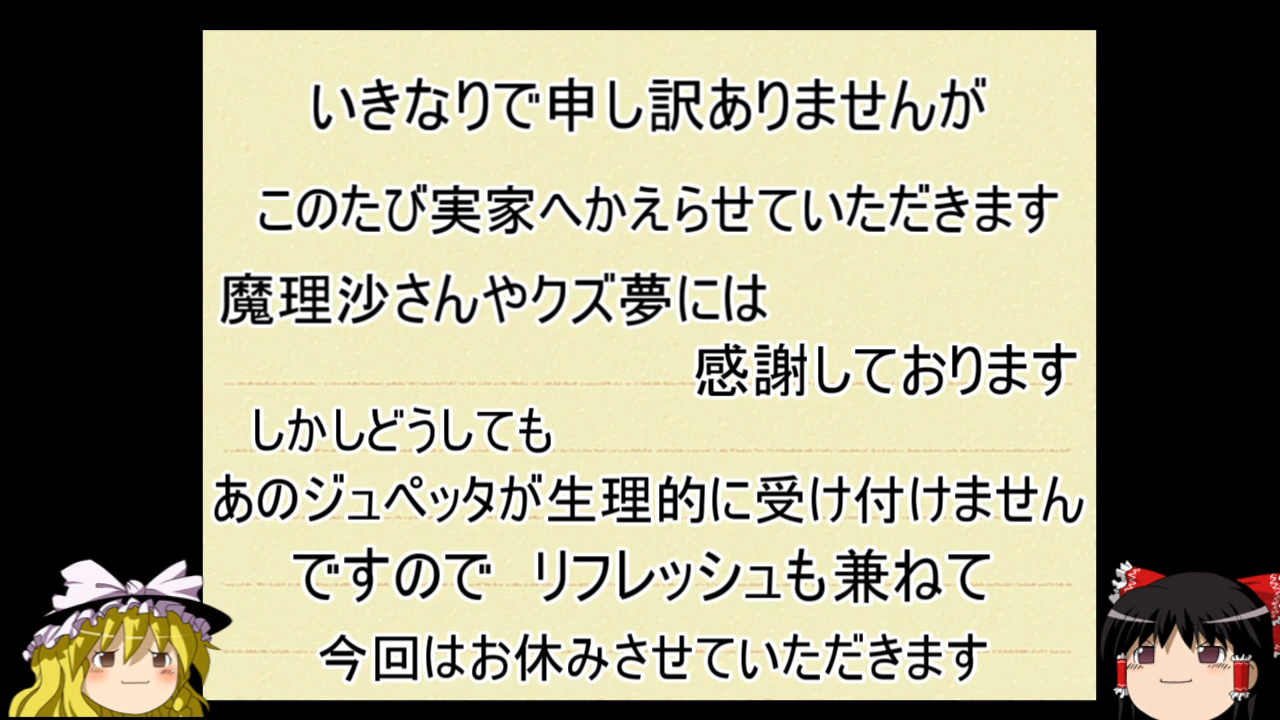 いきなりで申し訳ありませんが
このたび実家へかえらせていただきます
魔理沙さんやクズ夢には
感謝しております
しかしどうしても
あのジュペッタが生理的に受け付けません
ですので リフレッシュも兼ねて
今回はお休みさせていただきます